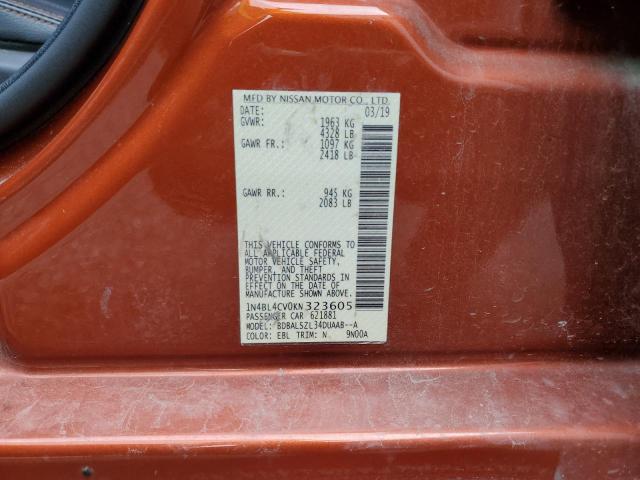 MFD BY NISSAN MOTOR CO., LTD.
DATE: 03/19
GVWR: 1963 KG
4328 LB
GAWR FR.: 1097 KG
2418 LB
GAWR RR.: 945 KG
2083 LB
THIS VEHICLE CONFORMS TO
ALL APPLICABLE FEDERAL
MOTOR VEHICLE SAFETY,
BUMPER, AND THEFT
PREVENTION STANDARDS IN
EFFECT ON THE DATE OF
MANUFACTURE SHOWN ABOVE.
1N4BL4CV0KN323605
PASSENGER CAR 621881
MODEL: BDBALSZL34DUAAB--A
COLOR: EBL TRIM: N 9N00A